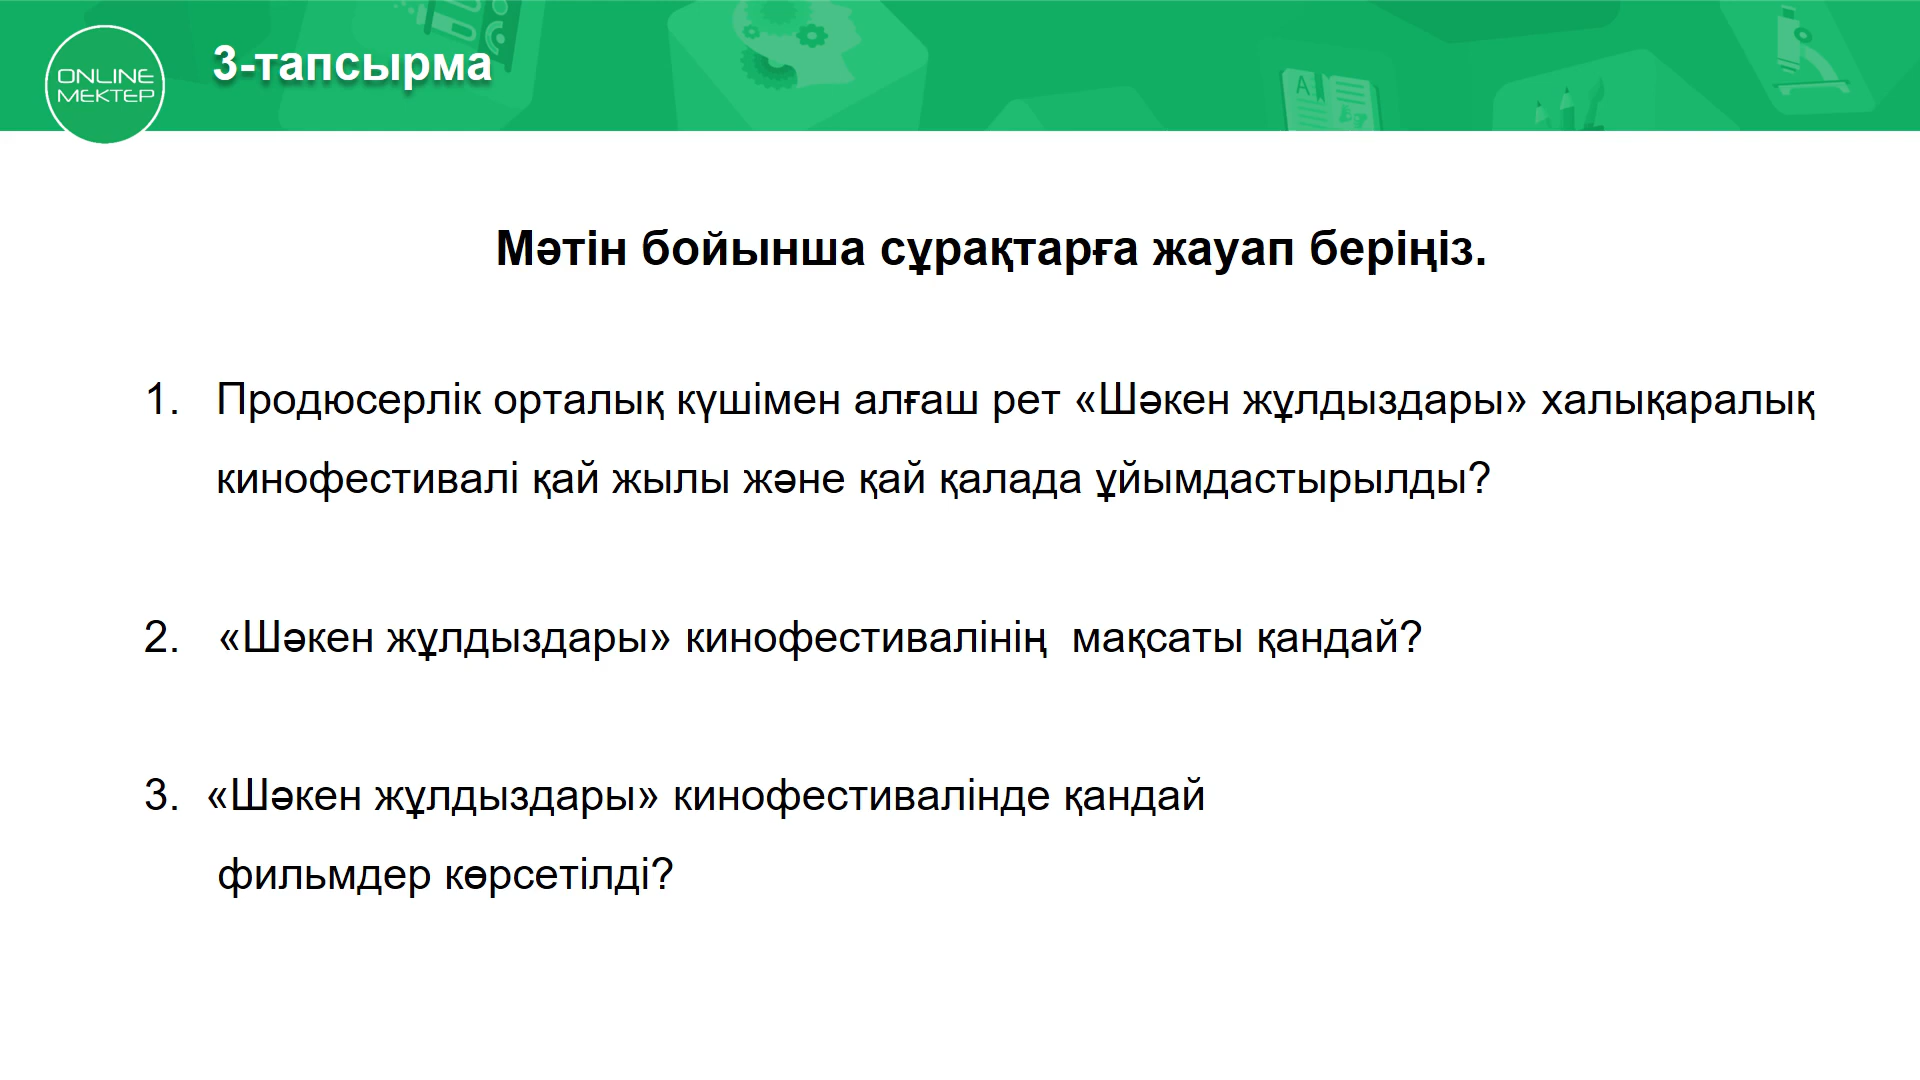 ONLINE
MEKTEP
3-тапсырма
Мәтін бойынша сұрақтарға жауап беріңіз.
1. Продюсерлік орталық күшімен алғаш рет «Шәкен жұлдыздары» халықаралық
кинофестивалі қай жылы және қай қалада ұйымдастырылды?
2. «Шәкен жұлдыздары» кинофестивалінің мақсаты қандай?
3. «Шәкен жұлдыздары» кинофестивалінде қандай
фильмдер көрсетілді?